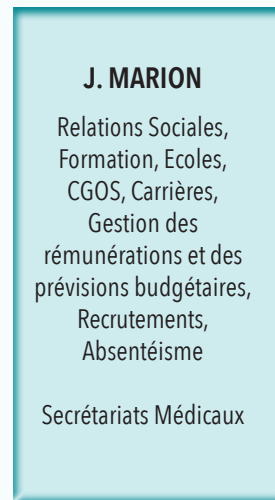 J. MARION
Relations Sociales,
Formation, Ecoles,
CGOS, Carrières,
Gestion des
rémunérations et des
prévisions budgétaires,
Recrutements,
Absentéisme
Secrétariats Médicaux